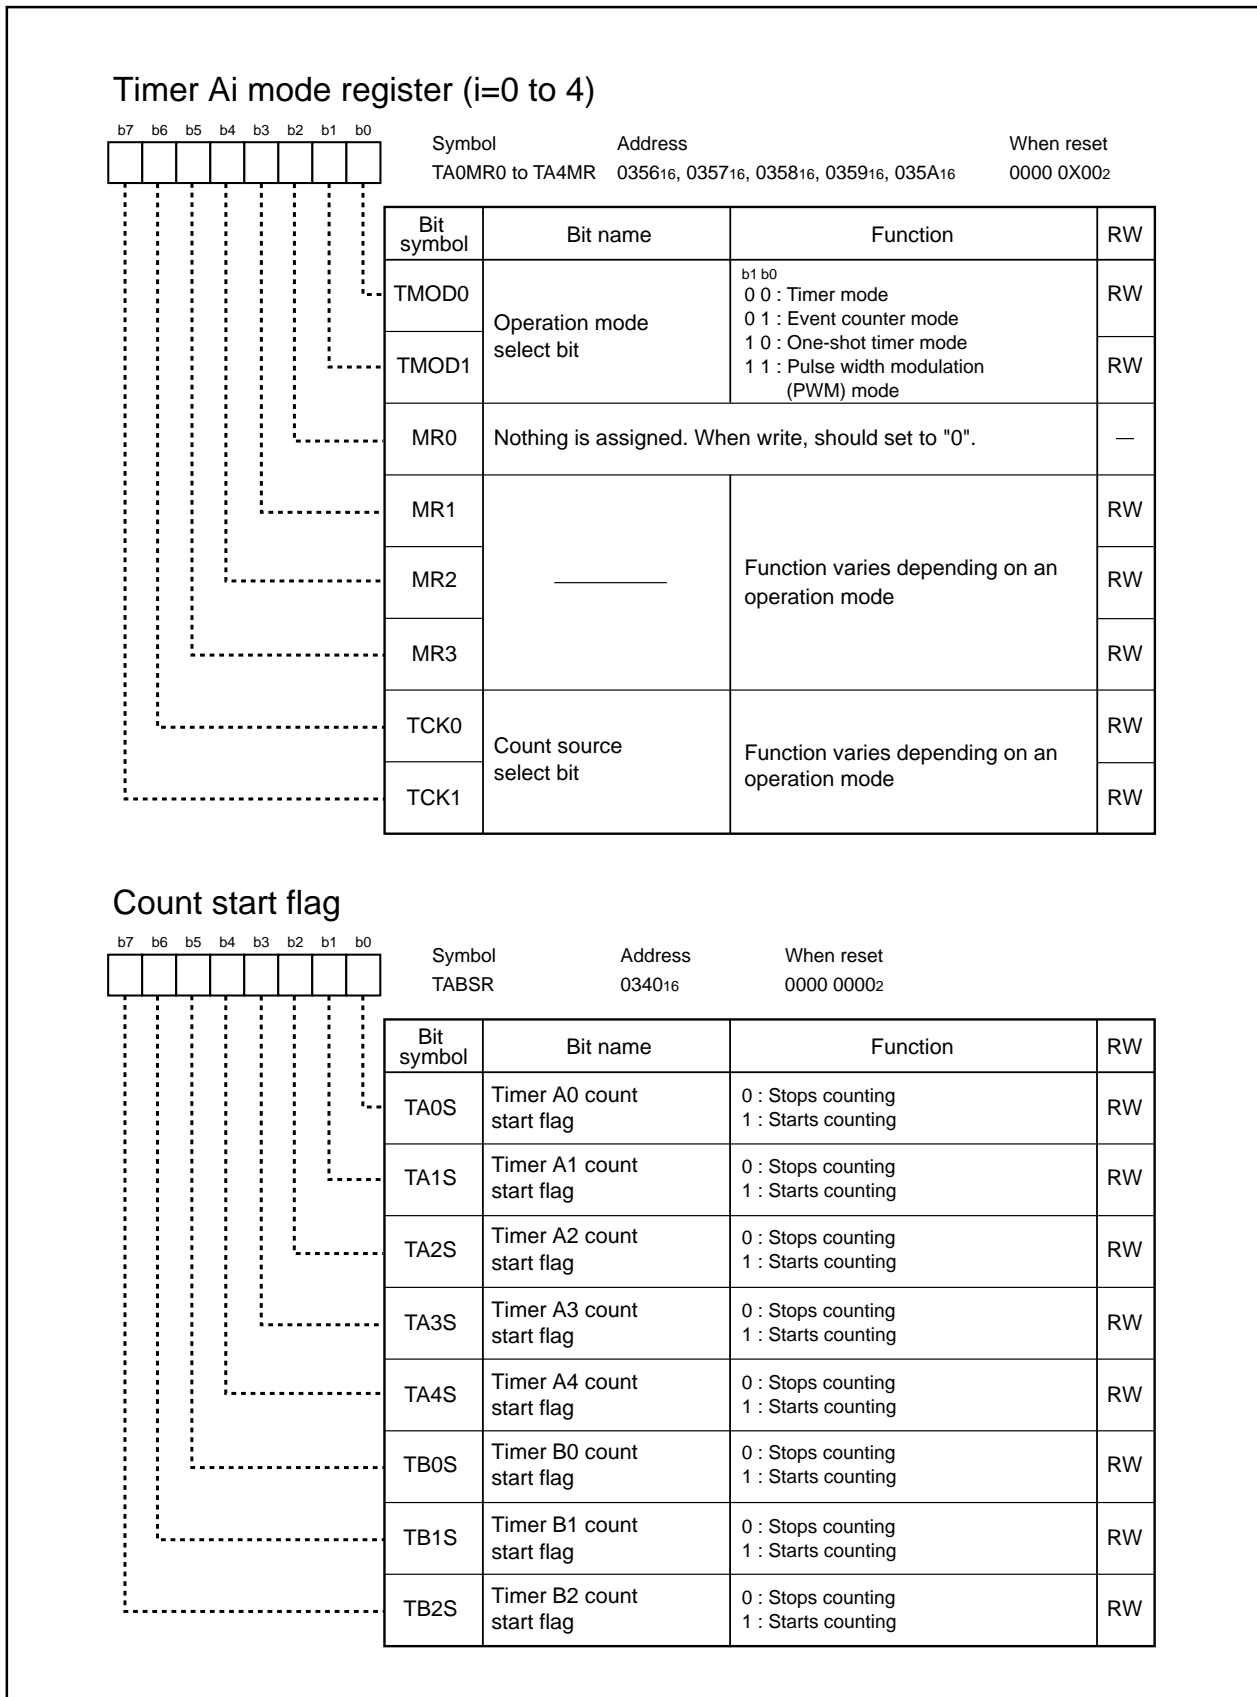 Timer Ai mode register (i=0 to 4)
b7 b6 b5 b4 b3 b2 b1 b0
Symbol Address When reset
TA0MR0 to TA4MR 035616, 035716, 035816, 035916, 035A16 0000 0X002
Bit symbol Bit name Function RW
TMOD0 RW
Operation mode
select bit
b1 b0
0 0 : Timer mode
0 1 : Event counter mode
1 0 : One-shot timer mode
1 1 : Pulse width modulation
(PWM) mode
TMOD1 RW
MR0 Nothing is assigned. When write, should set to "0". —
MR1 RW
MR2 RW
Function varies depending on an
operation mode
MR3 RW
TCK0 RW
Count source
select bit
Function varies depending on an
operation mode
TCK1 RW
Count start flag
b7 b6 b5 b4 b3 b2 b1 b0
Symbol Address When reset
TABSR 034016 0000 00002
Bit symbol Bit name Function RW
TA0S Timer A0 count
start flag
0 : Stops counting
1 : Starts counting
RW
TA1S Timer A1 count
start flag
0 : Stops counting
1 : Starts counting
RW
TA2S Timer A2 count
start flag
0 : Stops counting
1 : Starts counting
RW
TA3S Timer A3 count
start flag
0 : Stops counting
1 : Starts counting
RW
TA4S Timer A4 count
start flag
0 : Stops counting
1 : Starts counting
RW
TB0S Timer B0 count
start flag
0 : Stops counting
1 : Starts counting
RW
TB1S Timer B1 count
start flag
0 : Stops counting
1 : Starts counting
RW
TB2S Timer B2 count
start flag
0 : Stops counting
1 : Starts counting
RW